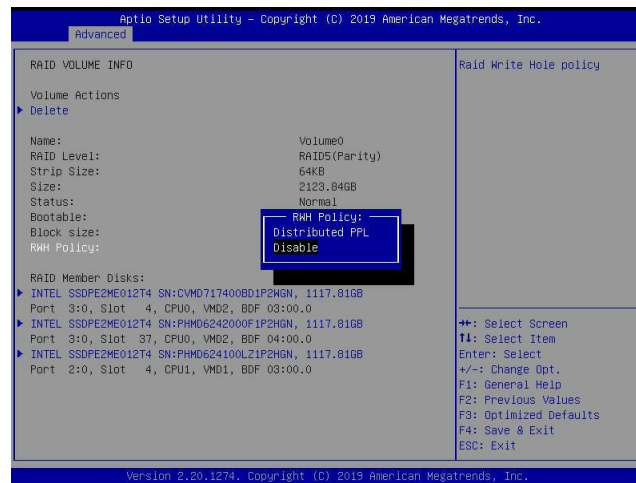 Aptio Setup Utility – Copyright (C) 2019 American Megatrends, Inc.
Advanced
RAID VOLUME INFO
Raid Write Hole policy
Volume Actions
Delete
Name: Volume0
RAID Level: RAID5(Parity)
Strip Size: 64KB
Size: 2123.84GB
Status: Normal
Bootable:
Block size:
RWH Policy:
RWH Policy:
Distributed PPL
Disable
RAID Member Disks:
INTEL SSDPE2ME012T4 SN:CVMD717400BD1P2WGN, 1117.81GB
Port 3:0, Slot 4, CPU0, VMD2, BDF 03:00.0
INTEL SSDPE2ME012T4 SN:PHMD6242000F1P2HGN, 1117.81GB
Port 3:0, Slot 37, CPU0, VMD2, BDF 04:00.0
INTEL SSDPE2ME012T4 SN:PHMD624100LZ1P2HGN, 1117.81GB
Port 2:0, Slot 4, CPU1, VMD1, BDF 03:00.0
→←: Select Screen
↑↓: Select Item
Enter: Select
+/-: Change Opt.
F1: General Help
F2: Previous Values
F3: Optimized Defaults
F4: Save & Exit
ESC: Exit
Version 2.20.1274. Copyright (C) 2019 American Megatrends, Inc.